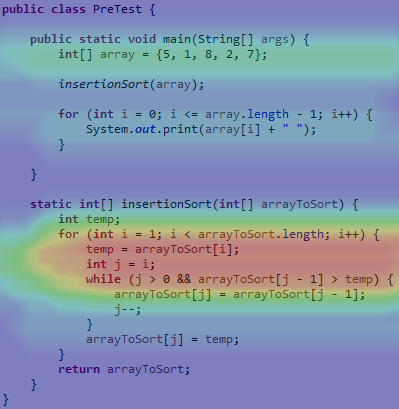 public class PreTest {
public static void main(String[] args) {
int[] array = {5, 1, 8, 2, 7};
insertionSort(array);
for (int i = 0; i <= array.length - 1; i++) {
System.out.print(array[i] + " ");
}
}
static int[] insertionSort(int[] arrayToSort) {
int temp;
for (int i = 1; i < arrayToSort.length; i++) {
temp = arrayToSort[i];
int j = i;
while (j > 0 && arrayToSort[j - 1] > temp) {
arrayToSort[j] = arrayToSort[j - 1];
j--;
}
arrayToSort[j] = temp;
}
return arrayToSort;
}
}